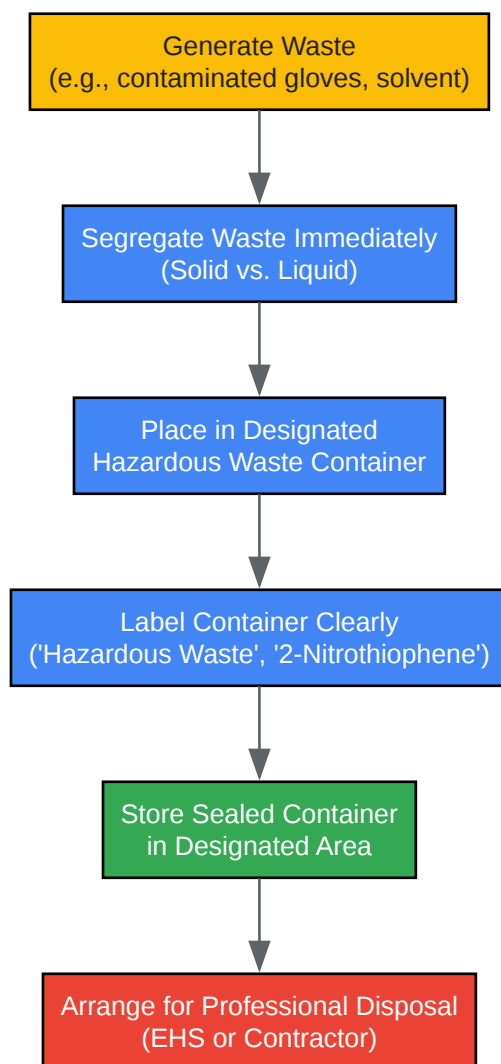 Generate Waste
(e.g., contaminated gloves, solvent)
Segregate Waste Immediately
(Solid vs. Liquid)
Place in Designated
Hazardous Waste Container
Label Container Clearly
('Hazardous Waste', '2-Nitrothiophene')
Store Sealed Container
in Designated Area
Arrange for Professional Disposal
(EHS or Contractor)